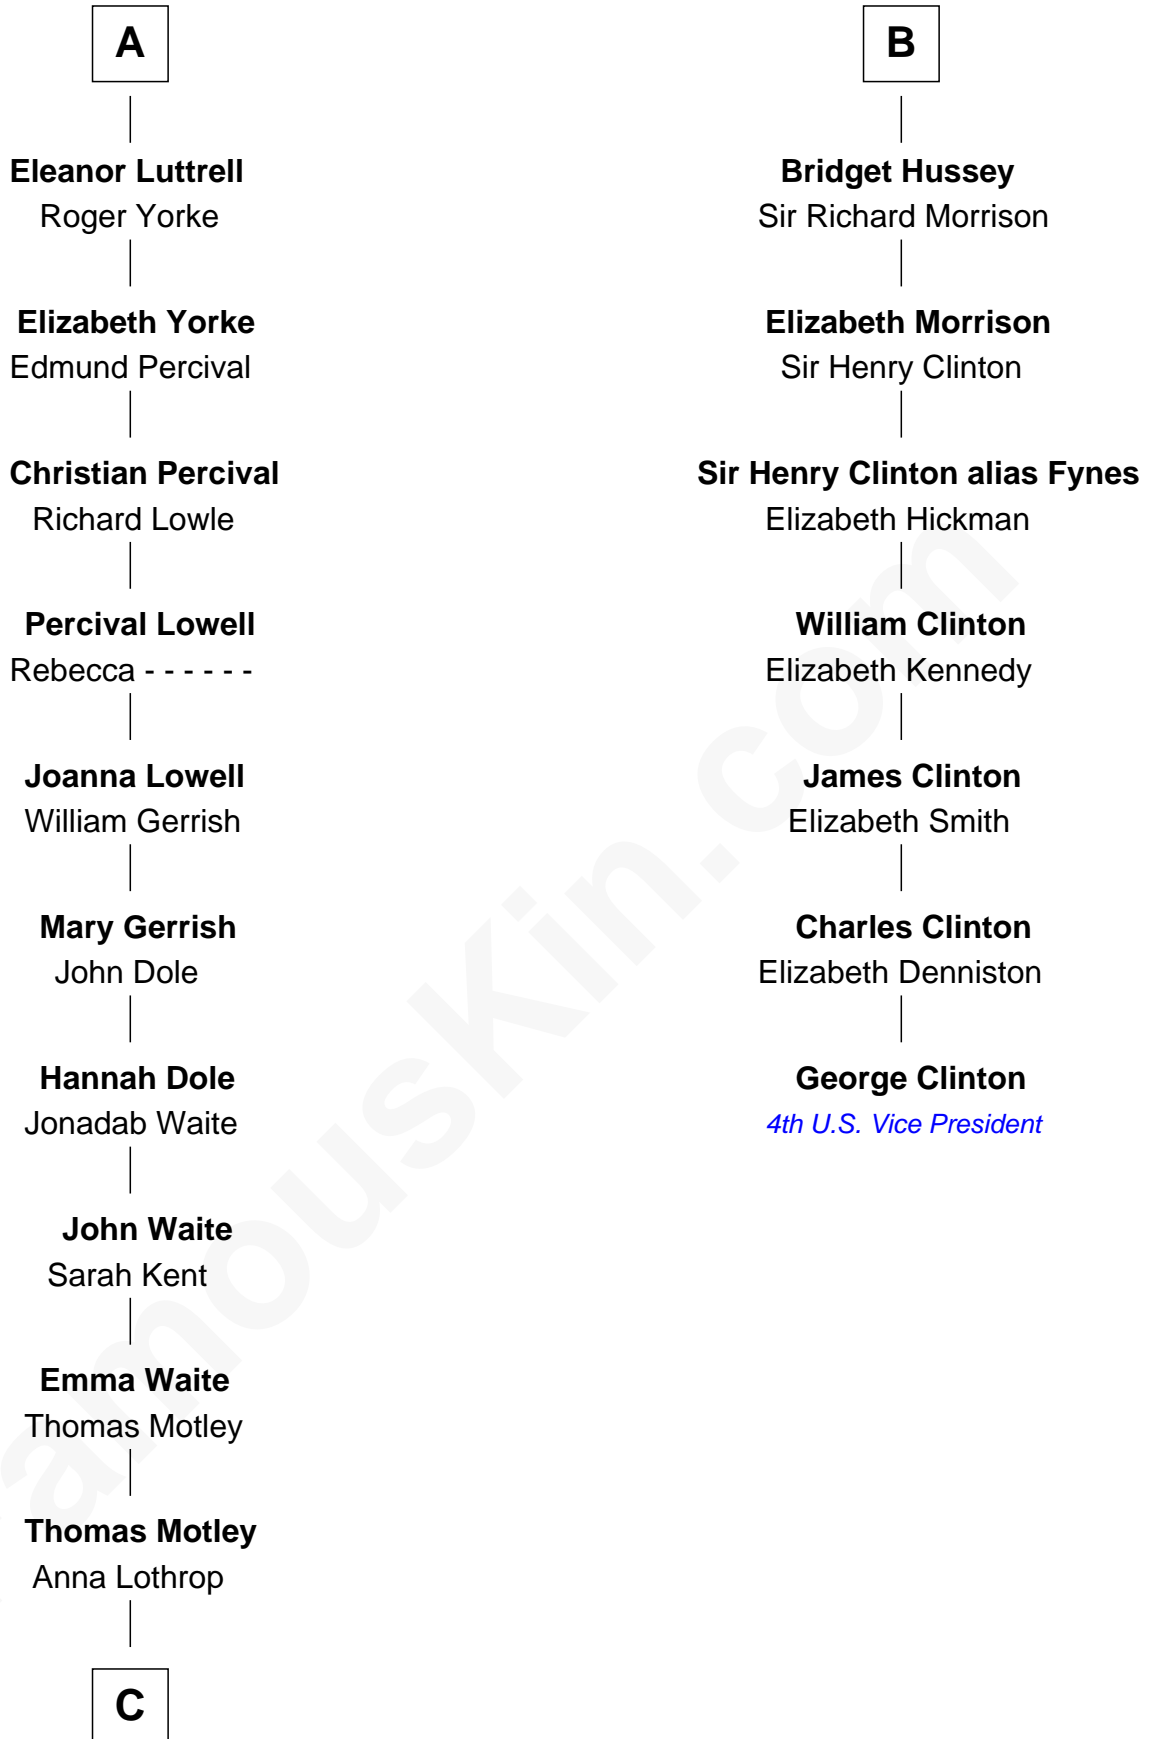 A
Eleanor Luttrell
Roger Yorke
Elizabeth Yorke
Edmund Percival
Christian Percival
Richard Lowle
Percival Lowell
Rebecca - - - - - -
Joanna Lowell
William Gerrish
Mary Gerrish
John Dole
Hannah Dole
Jonadab Waite
John Waite
Sarah Kent
Emma Waite
Thomas Motley
Thomas Motley
Anna Lothrop
C
B
Bridget Hussey
Sir Richard Morrison
Elizabeth Morrison
Sir Henry Clinton
Sir Henry Clinton alias Fynes
Elizabeth Hickman
William Clinton
Elizabeth Kennedy
James Clinton
Elizabeth Smith
Charles Clinton
Elizabeth Denniston
George Clinton
4th U.S. Vice President
famouskin.com